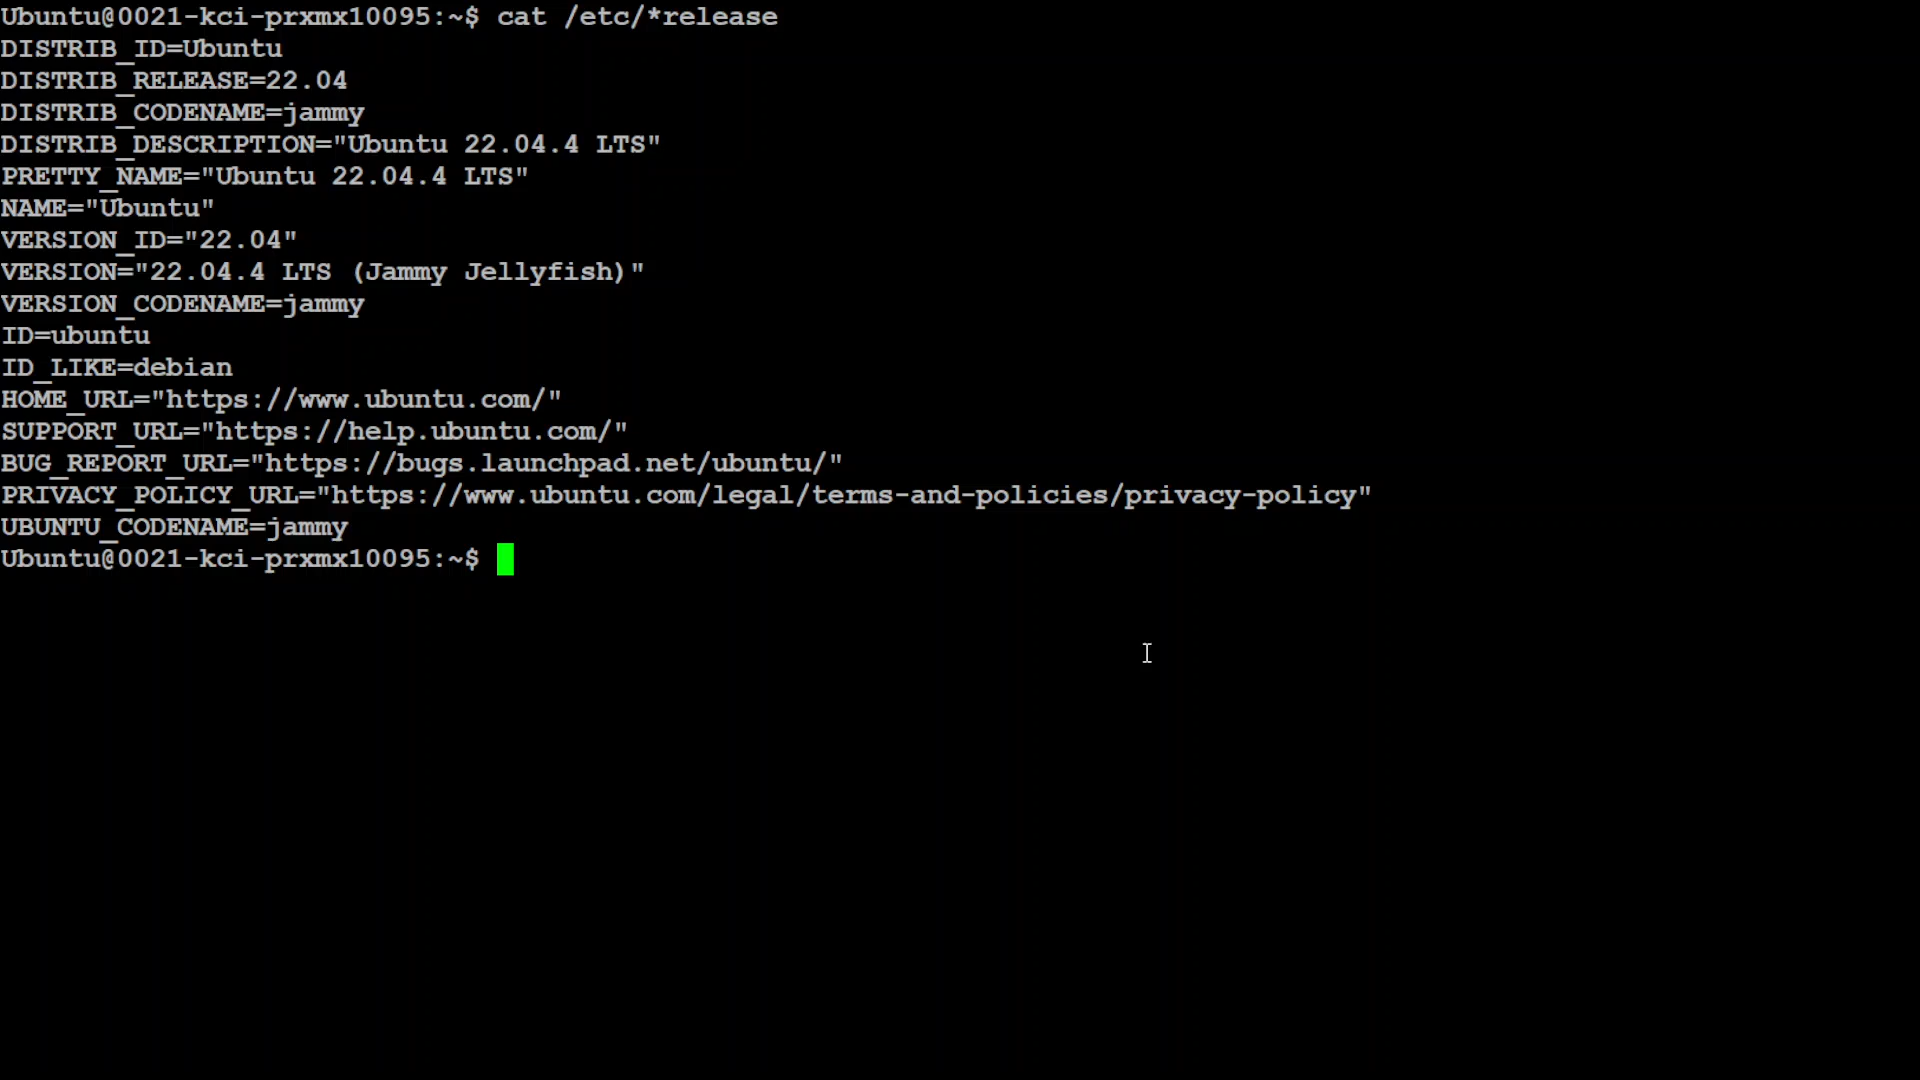 Ubuntu@0021-kci-prxmx10095:~$ cat /etc/*release
DISTRIB_ID=Ubuntu
DISTRIB_RELEASE=22.04
DISTRIB_CODENAME=jammy
DISTRIB_DESCRIPTION="Ubuntu 22.04.4 LTS"
PRETTY_NAME="Ubuntu 22.04.4 LTS"
NAME="Ubuntu"
VERSION_ID="22.04"
VERSION="22.04.4 LTS (Jammy Jellyfish)"
VERSION_CODENAME=jammy
ID=ubuntu
ID_LIKE=debian
HOME_URL="https://www.ubuntu.com/"
SUPPORT_URL="https://help.ubuntu.com/"
BUG_REPORT_URL="https://bugs.launchpad.net/ubuntu/"
PRIVACY_POLICY_URL="https://www.ubuntu.com/legal/terms-and-policies/privacy-policy"
UBUNTU_CODENAME=jammy
Ubuntu@0021-kci-prxmx10095:~$